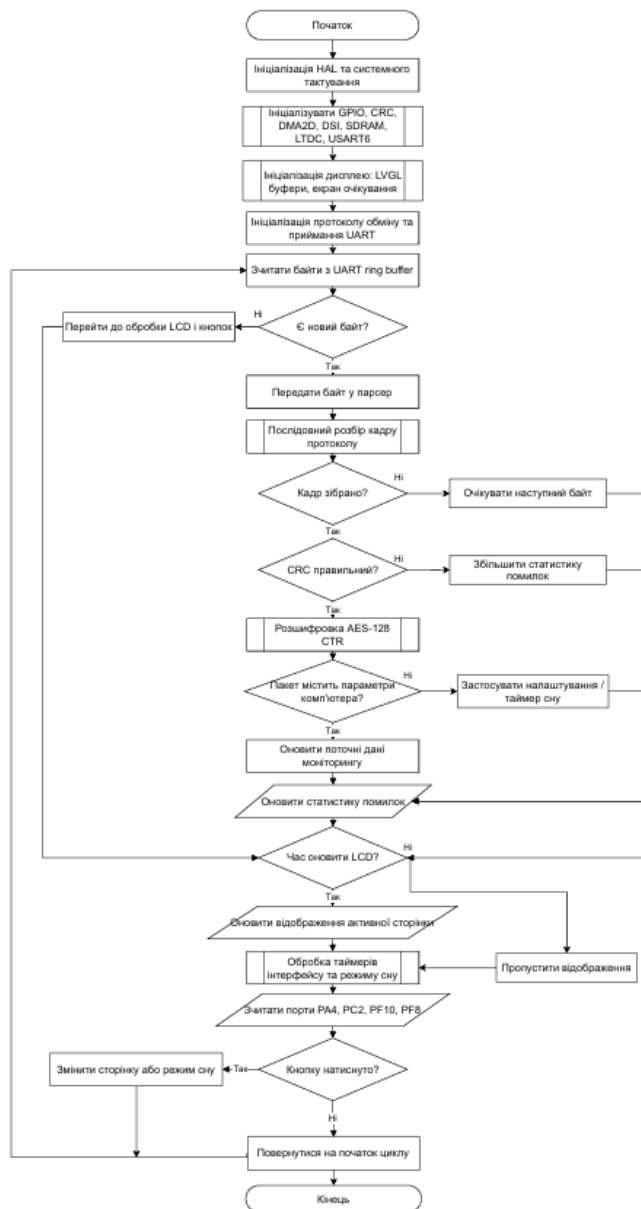 Початок
Ініціалізація HAL та системного
тактування
Ініціалізувати GPIO, CRC,
DMA2D, DSI, SDRAM,
LTDC, USART6
Ініціалізація дисплею: LVGL
буфери, екран очікування
Ініціалізація протоколу обміну та
приймання UART
Зчитати байти з UART ring buffer
Перейти до обробки LCD і кнопок
Ні
Є новий байт?
Так
Передати байт у парсер
Послідовний розбір кадру
протоколу
Кадр зібрано?
Ні
Очікувати наступний байт
Так
CRC правильний?
Ні
Збільшити статистику
помилок
Так
Розшифровка AES-128
CTR
Пакет містить параметри
комп'ютера?
Ні
Застосувати налаштування /
таймер сну
Так
Оновити поточні дані
моніторингу
Оновити статистику помилок
Час оновити LCD?
Ні
Так
Оновити відображення активної сторінки
Обробка таймерів
інтерфейсу та режиму сну
Пропустити відображення
Зчитати порти PA4, PC2, PF10, PF8
Змінити сторінку або режим сну
Так
Кнопку натиснуто?
Ні
Повернутися на початок циклу
Кінець